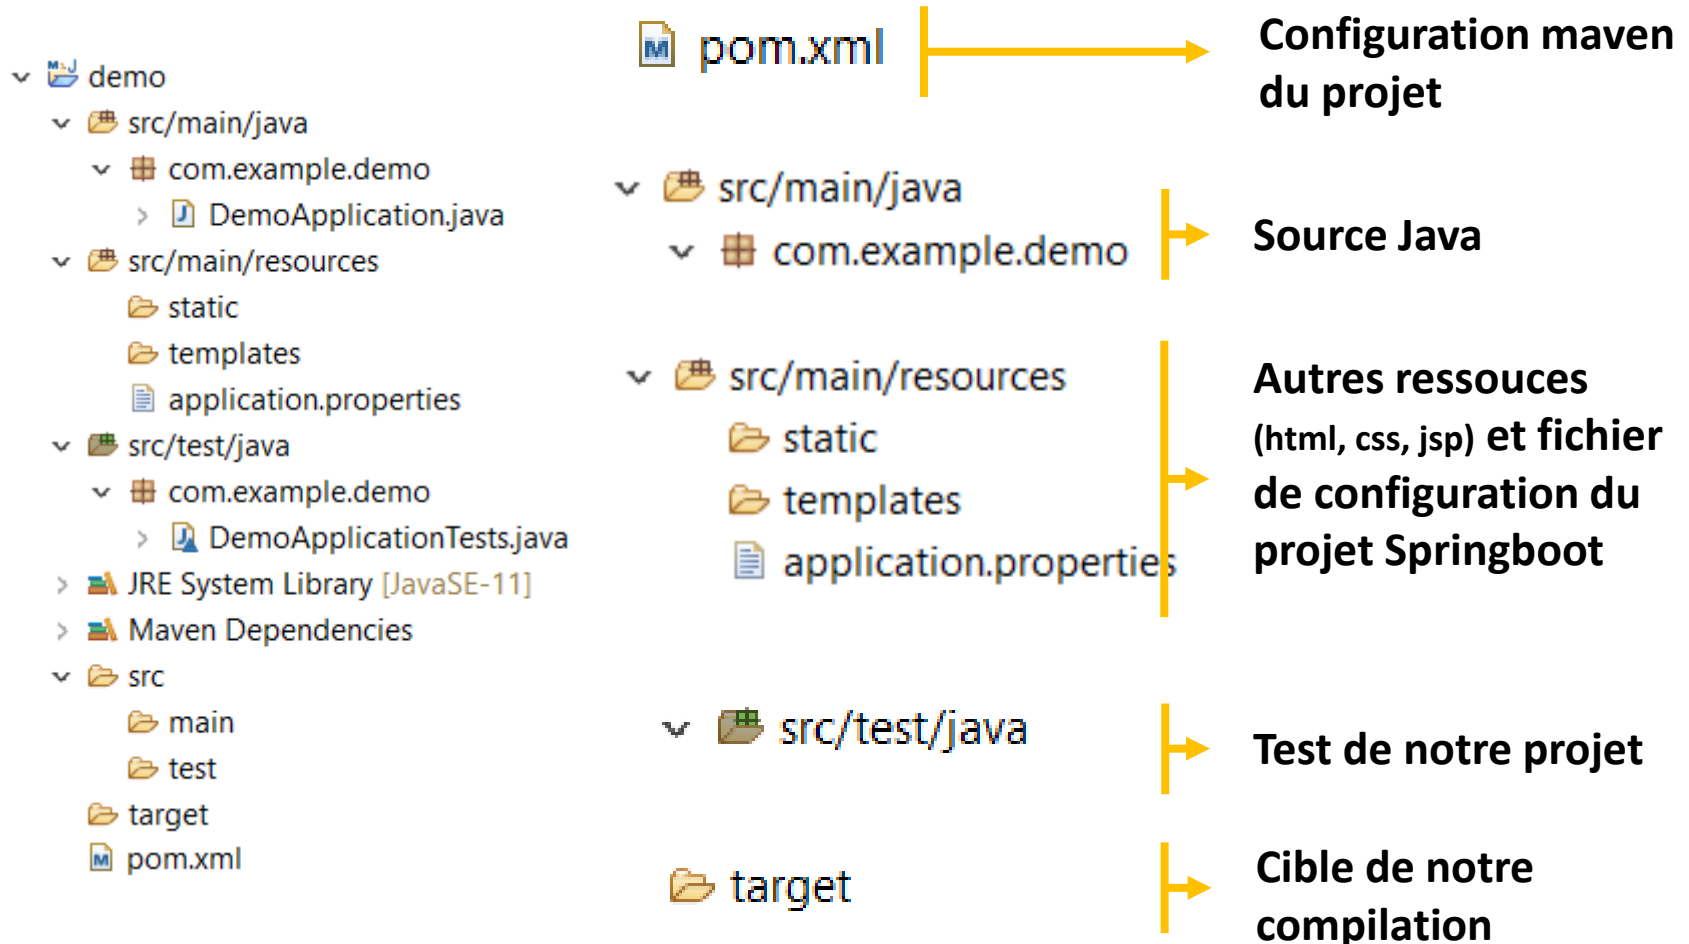 demo
src/main/java
com.example.demo
DemoApplication.java
src/main/resources
static
templates
application.properties
src/test/java
com.example.demo
DemoApplicationTests.java
JRE System Library [JavaSE-11]
Maven Dependencies
src
main
test
target
pom.xml
pom.xml
Configuration maven
du projet
src/main/java
com.example.demo
Source Java
src/main/resources
static
templates
application.properties
Autres ressouces
(html, css, jsp) et fichier
de configuration du
projet Springboot
src/test/java
Test de notre projet
target
Cible de notre
compilation